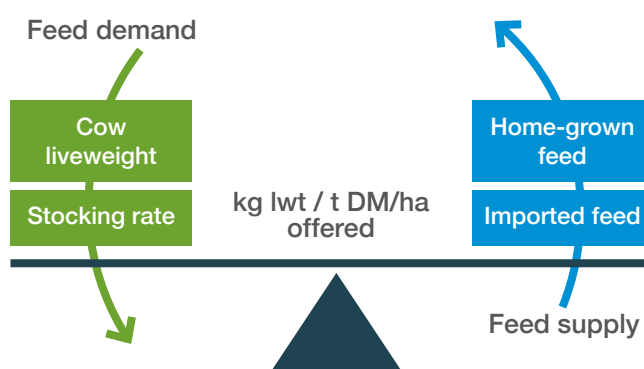 Feed demand
Cow
liveweight
Stocking rate
kg lwt / t DM/ha
offered
Home-grown
feed
Imported feed
Feed supply